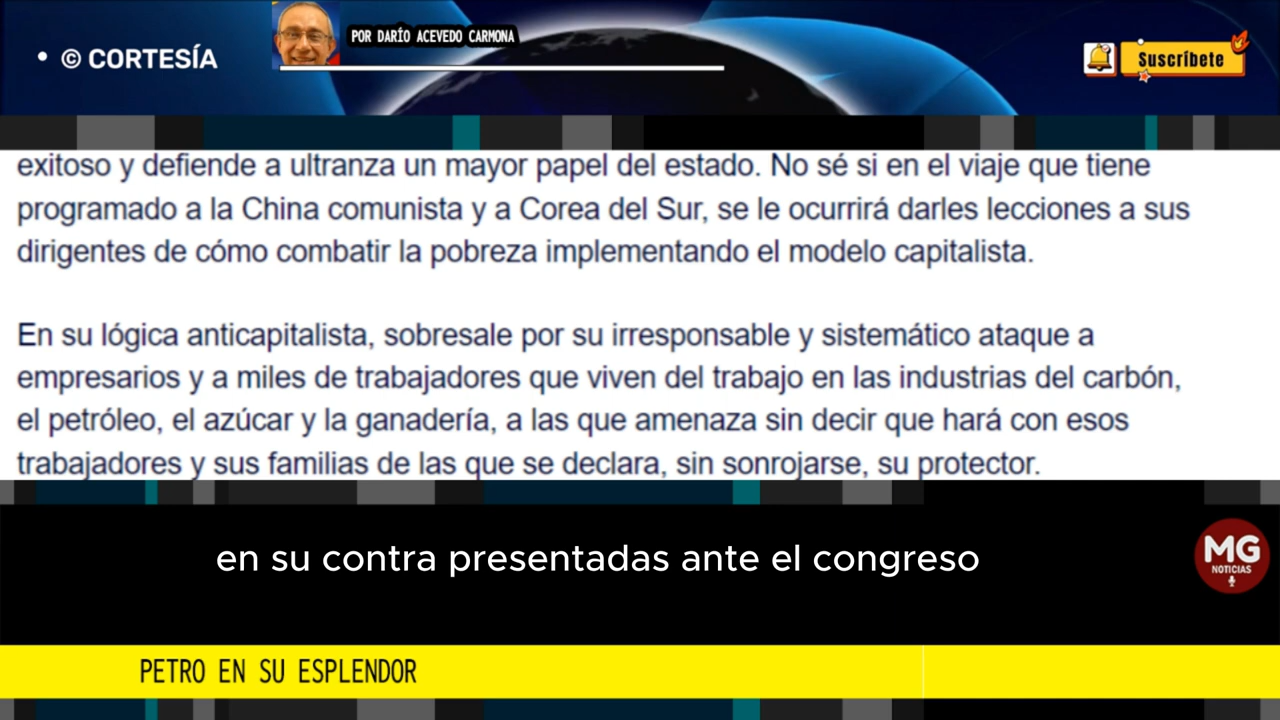 • © CORTESÍA
POR DARÍO ACEVEDO CARMONA
Suscríbete
exitoso y defiende a ultranza un mayor papel del estado. No sé si en el viaje que tiene
programado a la China comunista y a Corea del Sur, se le ocurrirá darles lecciones a sus
dirigentes de cómo combatir la pobreza implementando el modelo capitalista.
En su lógica anticapitalista, sobresale por su irresponsable y sistemático ataque a
empresarios y a miles de trabajadores que viven del trabajo en las industrias del carbón,
el petróleo, el azúcar y la ganadería, a las que amenaza sin decir que hará con esos
trabajadores y sus familias de las que se declara, sin sonrojarse, su protector.
en su contra presentadas ante el congreso
MG
NOTICIAS
PETRO EN SU ESPLENDOR